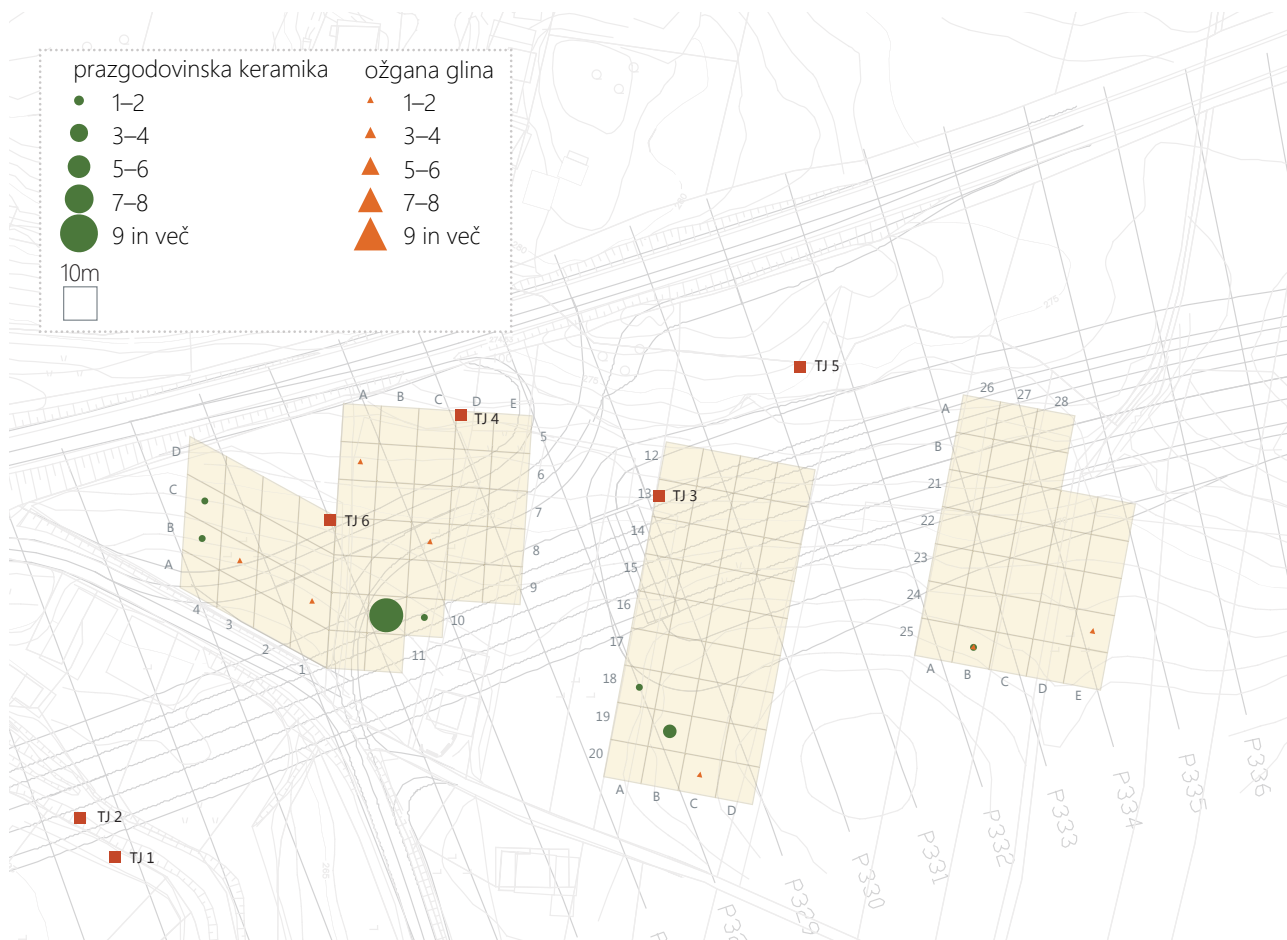 prazgodovinska keramika ožgana glina
1–2 1–2
3–4 3–4
5–6 5–6
7–8 7–8
9 in več 9 in več
10m
TJ 5
A B C D E
26 27 28
TJ 4
A
5
D
B
12
6
21
C
13 TJ 3
7
TJ 6
22
B
14
8
23
A
15
9
24
4
16
3
10
25
17
2
11
1
18
A B C D E
19
20
A B C D
TJ 2
TJ 1
P329
P330
P331
P332
P333
P334
P335
P336
275